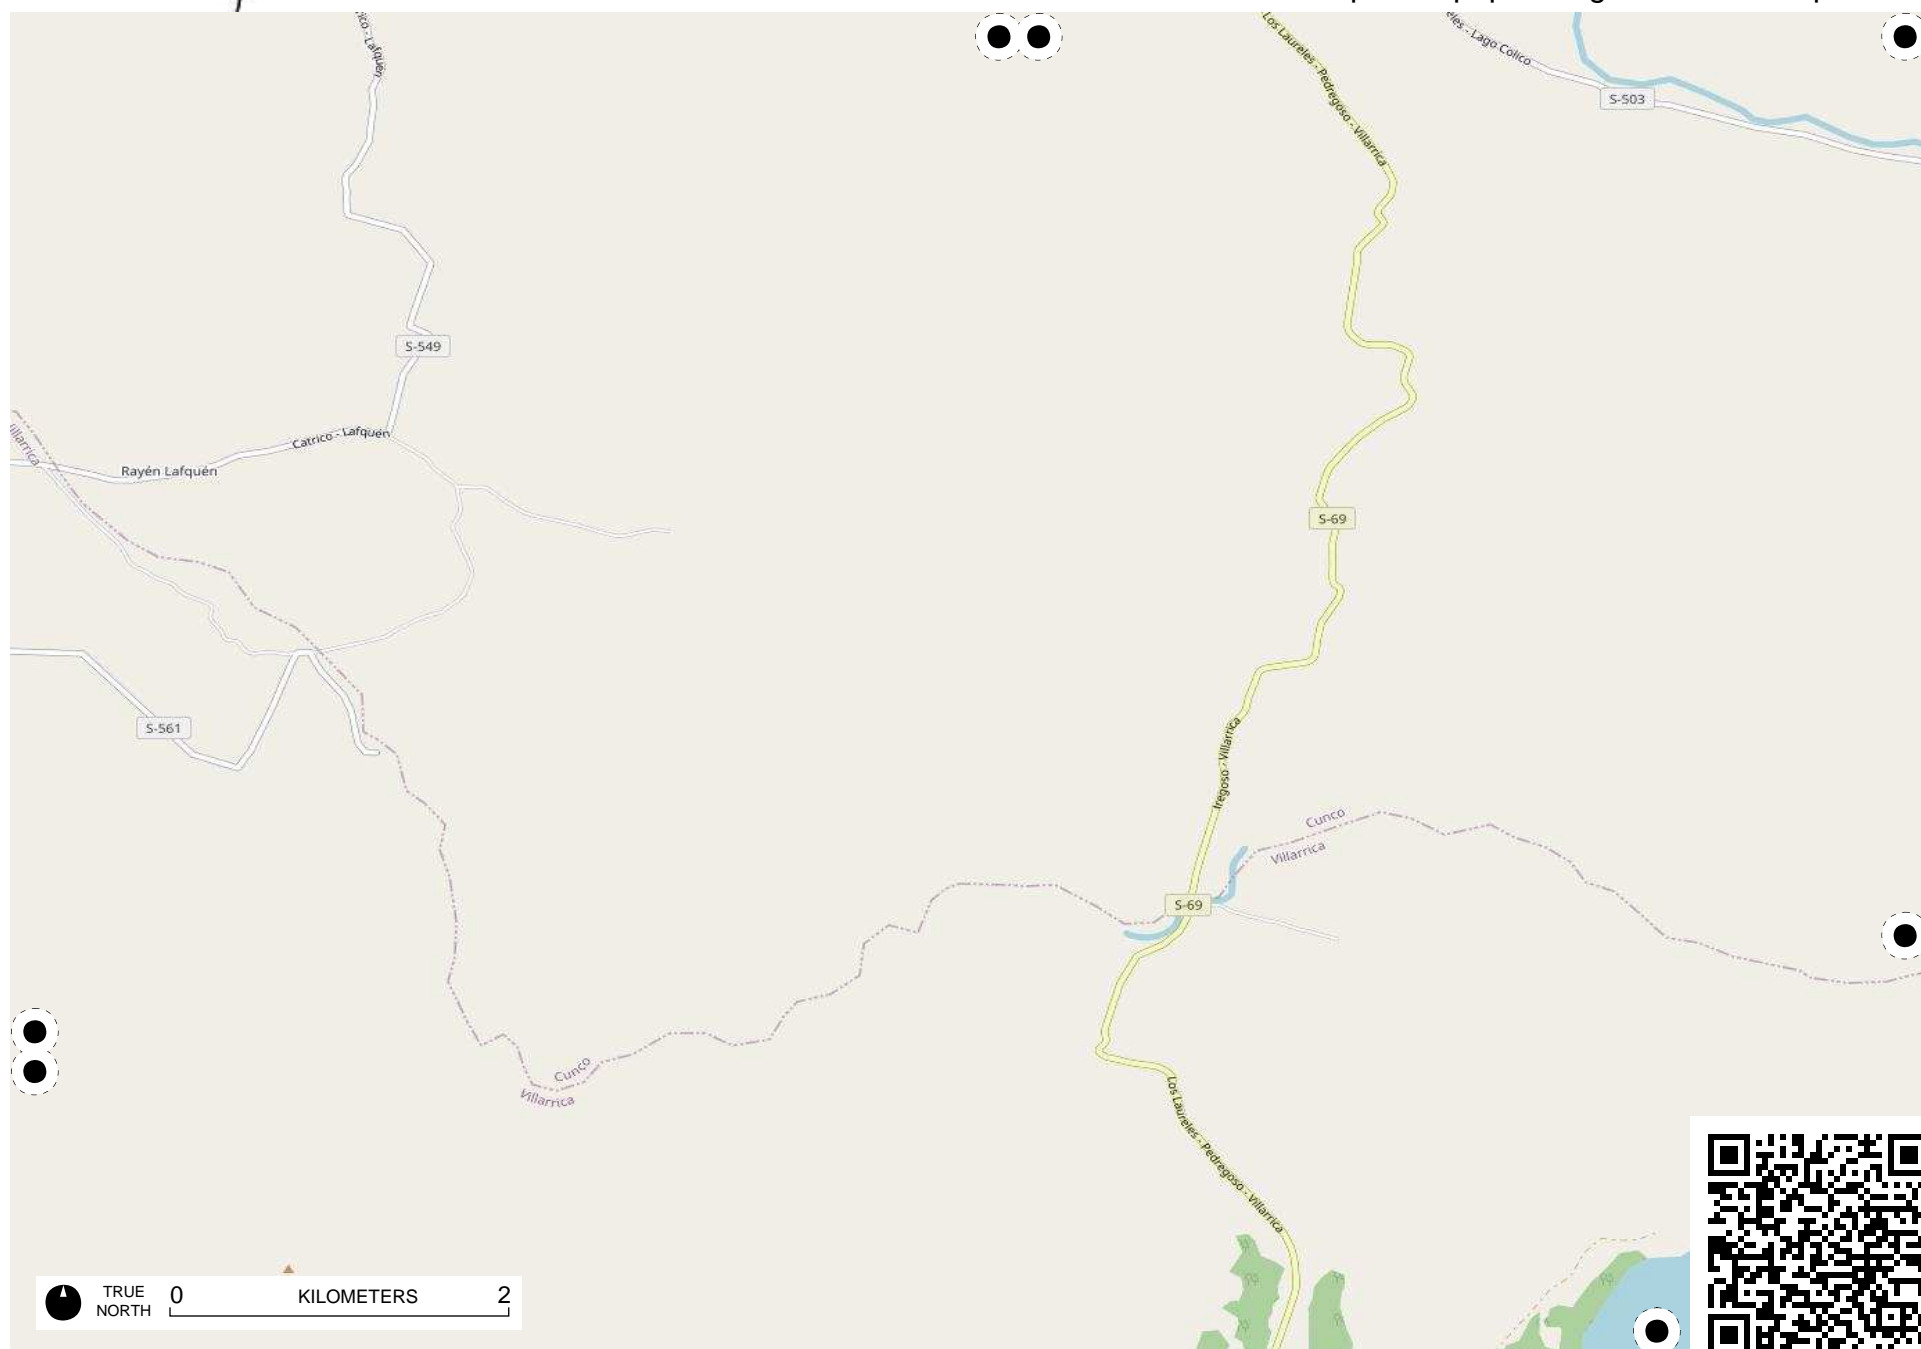 Los Laureles - Pedregoso - Villarrica
Lago Colico
S-503
Lafquén
S-549
Catrico - Lafquén
Rayén Lafquén
S-69
S-561
Iregoso - Villarrica
Cunco
Villarrica
S-69
Cunco
Villarrica
Los Laureles - Pedregoso - Villarrica
TRUE
NORTH
0 KILOMETERS 2